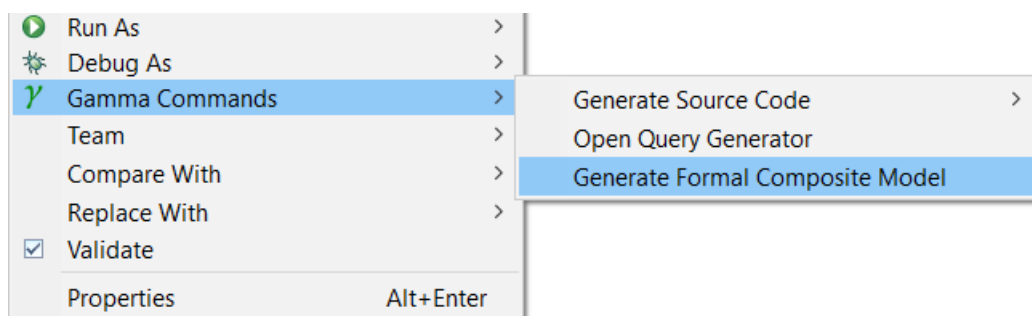 Run As
Debug As
γ Gamma Commands
Generate Source Code
Team
Open Query Generator
Compare With
Generate Formal Composite Model
Replace With
Validate
Properties Alt+Enter